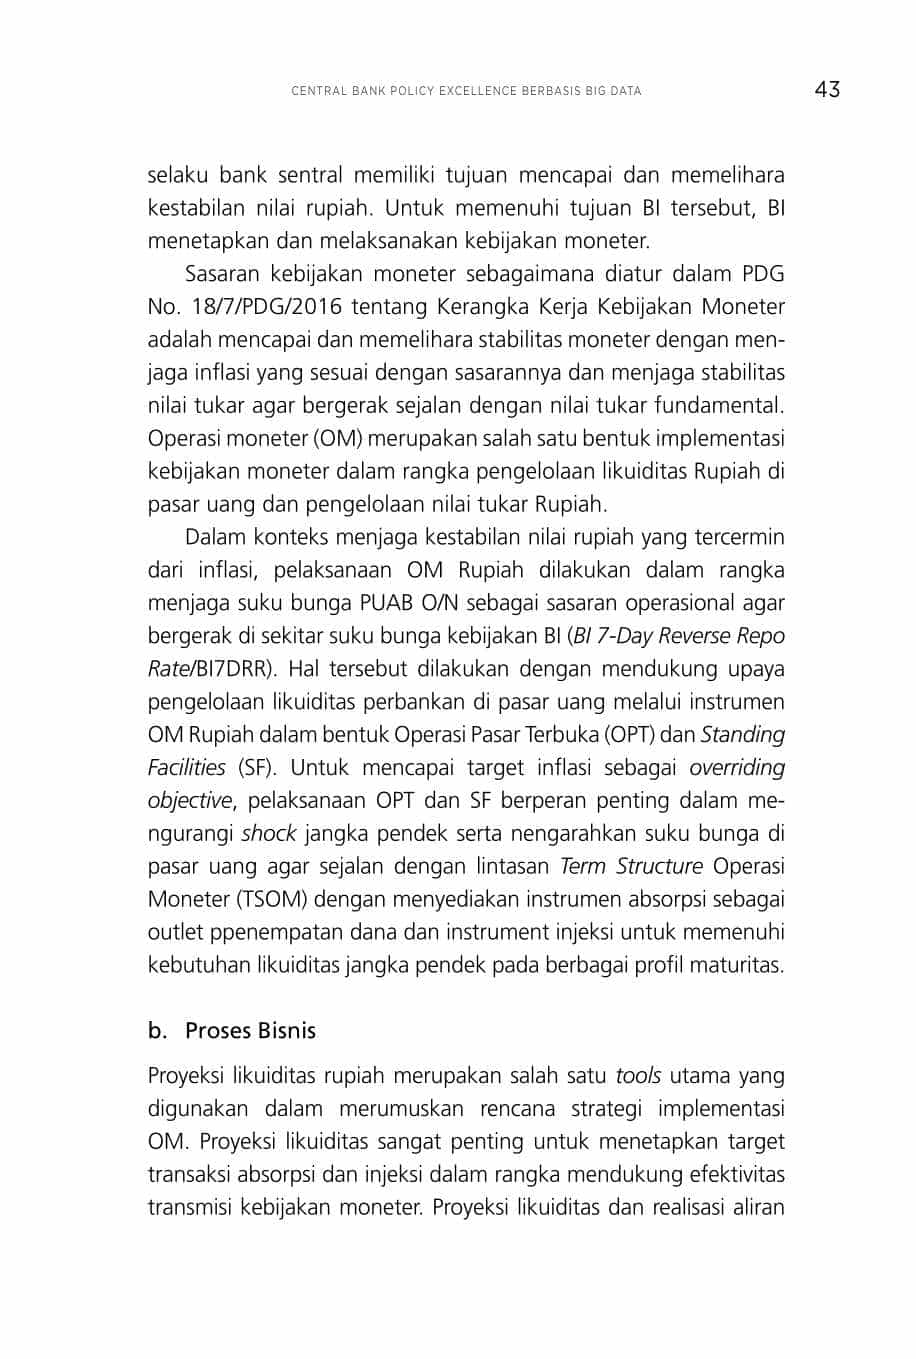 CENTRAL BANK POLICY EXCELLENCE BERBASIS BIG DATA 43
selaku bank sentral memiliki tujuan mencapai dan memelihara
kestabilan nilai rupiah. Untuk memenuhi tujuan BI tersebut, BI
menetapkan dan melaksanakan kebijakan moneter.
Sasaran kebijakan moneter sebagaimana diatur dalam PDG
No. 18/7/PDG/2016 tentang Kerangka Kerja Kebijakan Moneter
adalah mencapai dan memelihara stabilitas moneter dengan men-
jaga inflasi yang sesuai dengan sasarannya dan menjaga stabilitas
nilai tukar agar bergerak sejalan dengan nilai tukar fundamental.
Operasi moneter (OM) merupakan salah satu bentuk implementasi
kebijakan moneter dalam rangka pengelolaan likuiditas Rupiah di
pasar uang dan pengelolaan nilai tukar Rupiah.
Dalam konteks menjaga kestabilan nilai rupiah yang tercermin
dari inflasi, pelaksanaan OM Rupiah dilakukan dalam rangka
menjaga suku bunga PUAB O/N sebagai sasaran operasional agar
bergerak di sekitar suku bunga kebijakan BI (BI 7-Day Reverse Repo
Rate/BI7DRR). Hal tersebut dilakukan dengan mendukung upaya
pengelolaan likuiditas perbankan di pasar uang melalui instrumen
OM Rupiah dalam bentuk Operasi Pasar Terbuka (OPT) dan Standing
Facilities (SF). Untuk mencapai target inflasi sebagai overriding
objective, pelaksanaan OPT dan SF berperan penting dalam me-
ngurangi shock jangka pendek serta nengarahkan suku bunga di
pasar uang agar sejalan dengan lintasan Term Structure Operasi
Moneter (TSOM) dengan menyediakan instrumen absorpsi sebagai
outlet ppenempatan dana dan instrument injeksi untuk memenuhi
kebutuhan likuiditas jangka pendek pada berbagai profil maturitas.
b. Proses Bisnis
Proyeksi likuiditas rupiah merupakan salah satu tools utama yang
digunakan dalam merumuskan rencana strategi implementasi
OM. Proyeksi likuiditas sangat penting untuk menetapkan target
transaksi absorpsi dan injeksi dalam rangka mendukung efektivitas
transmisi kebijakan moneter. Proyeksi likuiditas dan realisasi aliran